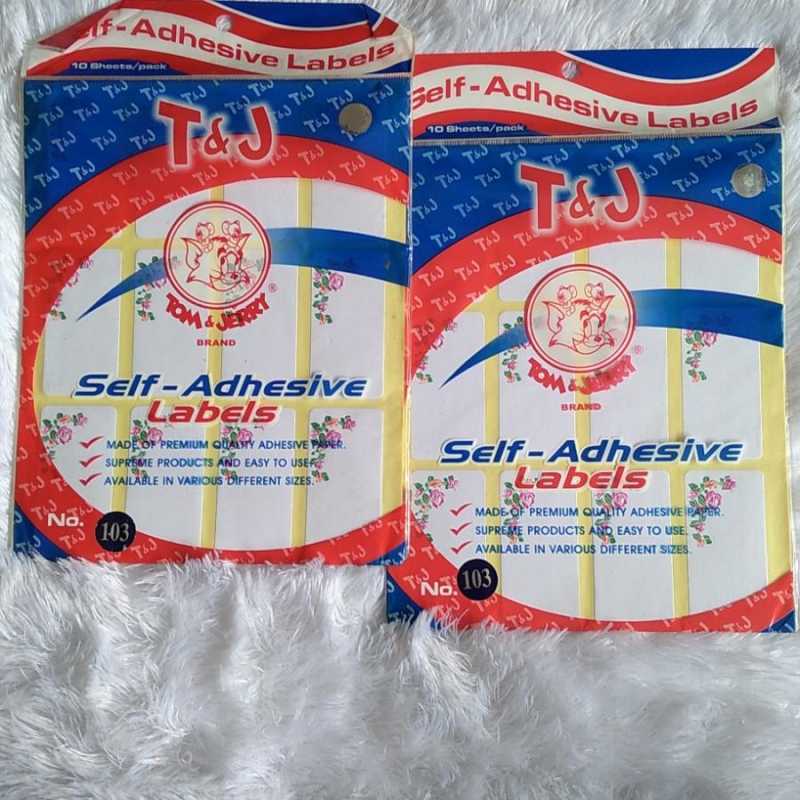 Self-Adhesive Labels
10 Sheets/pack
T&J
TOM & JERRY ®
BRAND
Self-Adhesive
Labels
MADE OF PREMIUM QUALITY ADHESIVE PAPER.
SUPREME PRODUCTS AND EASY TO USE.
AVAILABLE IN VARIOUS DIFFERENT SIZES.
No. 103
Self-Adhesive Labels
10 Sheets/pack
T&J
TOM & JERRY ®
BRAND
Self-Adhesive
Labels
MADE OF PREMIUM QUALITY ADHESIVE PAPER.
SUPREME PRODUCTS AND EASY TO USE.
AVAILABLE IN VARIOUS DIFFERENT SIZES.
No. 103